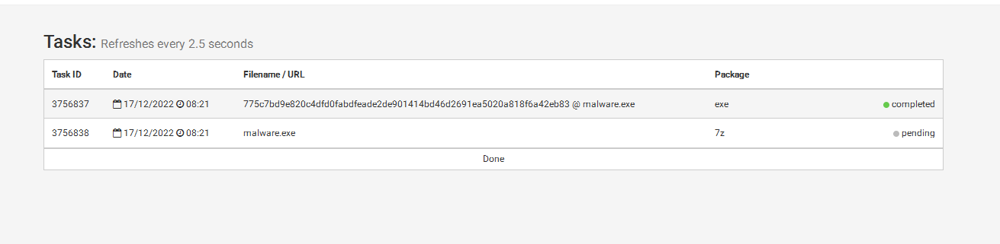 Tasks: Refreshes every 2.5 seconds
Task ID Date Filename / URL Package
3756837 17/12/2022 08:21 775c7bd9e820c4dfd0fabdfeade2de901414bd46d2691ea5020a818f6a42eb83 @ malware.exe exe completed
3756838 17/12/2022 08:21 malware.exe 7z pending
Done